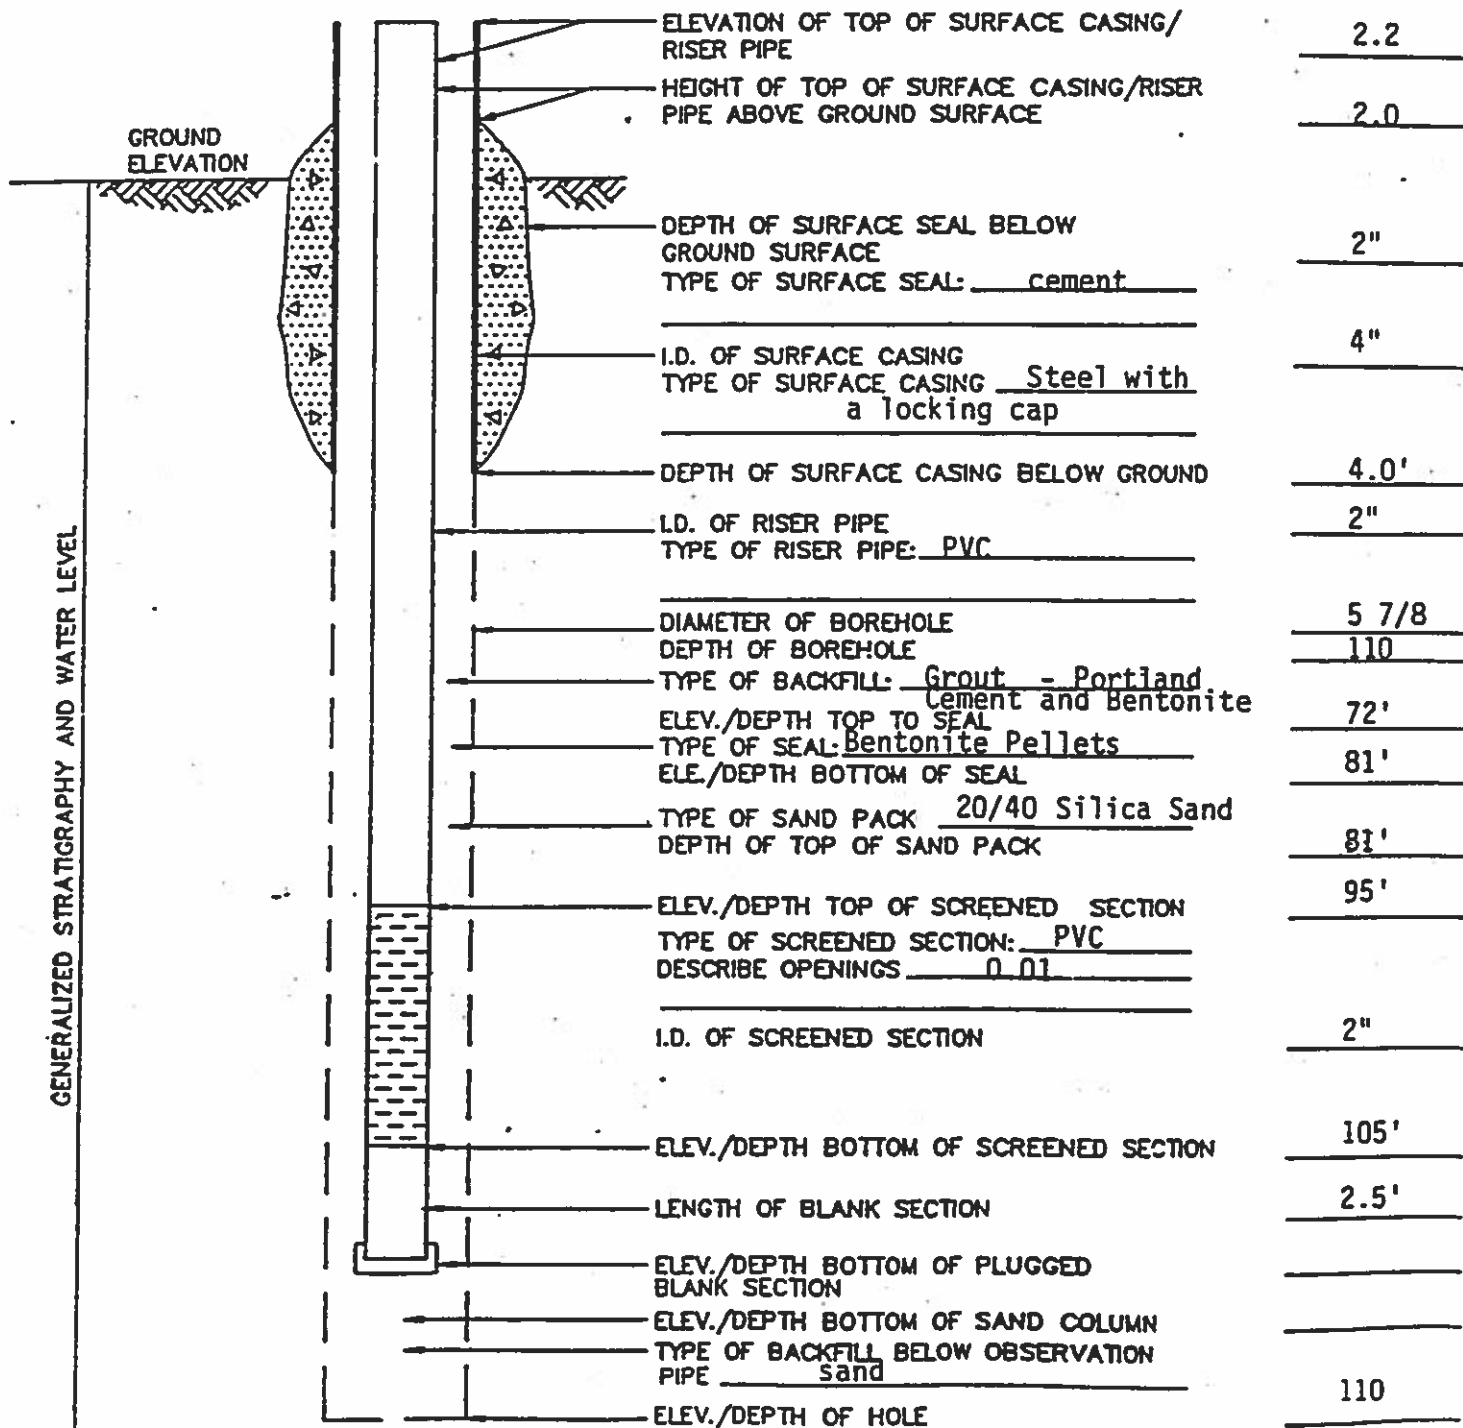 ELEVATION OF TOP OF SURFACE CASING/
RISER PIPE 2.2
HEIGHT OF TOP OF SURFACE CASING/RISER
PIPE ABOVE GROUND SURFACE 2.0
GROUND
ELEVATION
DEPTH OF SURFACE SEAL BELOW
GROUND SURFACE 2"
TYPE OF SURFACE SEAL: cement
I.D. OF SURFACE CASING 4"
TYPE OF SURFACE CASING Steel with
a locking cap
DEPTH OF SURFACE CASING BELOW GROUND 4.0'
I.D. OF RISER PIPE 2"
TYPE OF RISER PIPE: PVC
DIAMETER OF BOREHOLE 5 7/8
DEPTH OF BOREHOLE 110
TYPE OF BACKFILL: Grout - Portland
Cement and Bentonite
ELEV./DEPTH TOP TO SEAL 72'
TYPE OF SEAL: Bentonite Pellets
ELE./DEPTH BOTTOM OF SEAL 81'
TYPE OF SAND PACK 20/40 Silica Sand
DEPTH OF TOP OF SAND PACK 81'
ELEV./DEPTH TOP OF SCREENED SECTION 95'
TYPE OF SCREENED SECTION: PVC
DESCRIBE OPENINGS 0.01
I.D. OF SCREENED SECTION 2"
ELEV./DEPTH BOTTOM OF SCREENED SECTION 105'
LENGTH OF BLANK SECTION 2.5'
ELEV./DEPTH BOTTOM OF PLUGGED
BLANK SECTION
ELEV./DEPTH BOTTOM OF SAND COLUMN
TYPE OF BACKFILL BELOW OBSERVATION
PIPE sand
ELEV./DEPTH OF HOLE 110
GENERALIZED STRATIGRAPHY AND WATER LEVEL